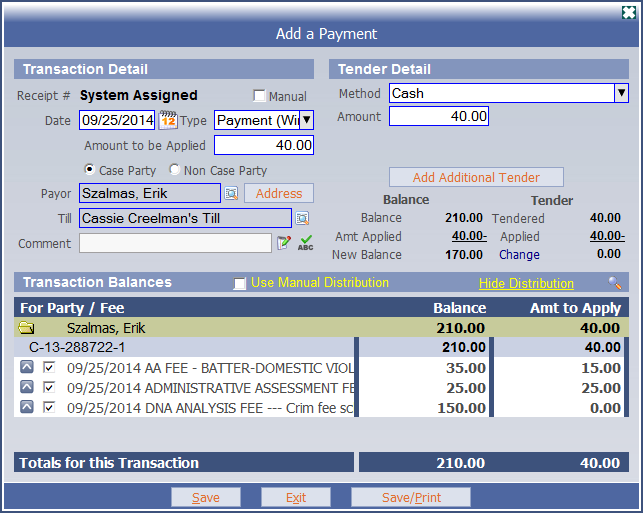 Add a Payment
Transaction Detail
Receipt # System Assigned Manual
Date 09/25/2014 12 Type Payment (Wi
Amount to be Applied 40.00
Case Party Non Case Party
Payor Szalmas, Erik Address
Till Cassie Creelman's Till
Comment ABC
Tender Detail
Method Cash
Amount 40.00
Add Additional Tender
Balance Tender
Balance 210.00 Tendered 40.00
Amt Applied 40.00- Applied 40.00-
New Balance 170.00 Change 0.00
Transaction Balances Use Manual Distribution Hide Distribution
For Party / Fee Balance Amt to Apply
Szalmas, Erik 210.00 40.00
C-13-288722-1 210.00 40.00
09/25/2014 AA FEE - BATTER-DOMESTIC VIOL 35.00 15.00
09/25/2014 ADMINISTRATIVE ASSESSMENT FE 25.00 25.00
09/25/2014 DNA ANALYSIS FEE --- Crim fee sc 150.00 0.00
Totals for this Transaction 210.00 40.00
Save Exit Save/Print